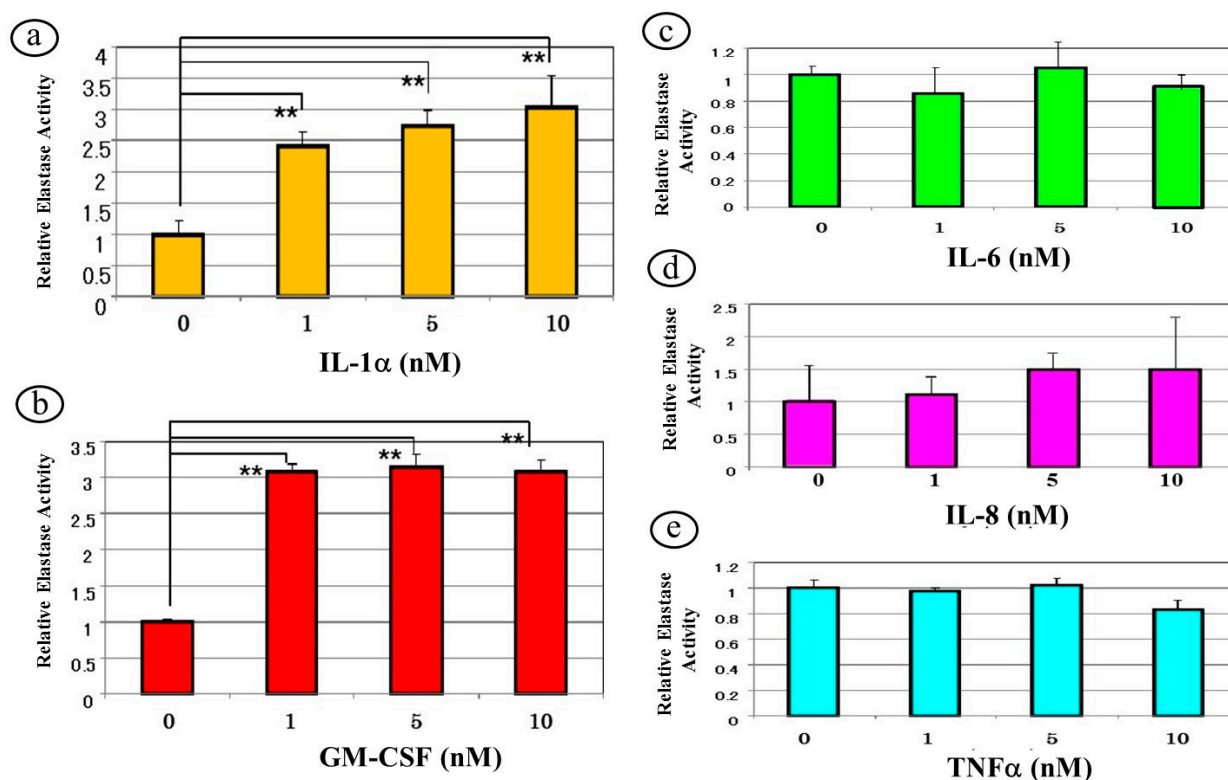 a
Relative Elastase Activity
4
3.5
3
2.5
2
1.5
1
0.5
0
**
**
**
0 1 5 10
IL-1α (nM)
b
Relative Elastase Activity
3.5
3
3.5
2
1.5
1
0.5
0
**
**
**
0 1 5 10
GM-CSF (nM)
c
Relative Elastase
Activity
1.2
1
0.8
0.6
0.4
0.2
0
0 1 5 10
IL-6 (nM)
d
Relative Elastase
Activity
2.5
2
1.5
1
0.5
0
0 1 5 10
IL-8 (nM)
e
Relative Elastase
Activity
1.2
1
0.8
0.6
0.4
0.2
0
0 1 5 10
TNFα (nM)